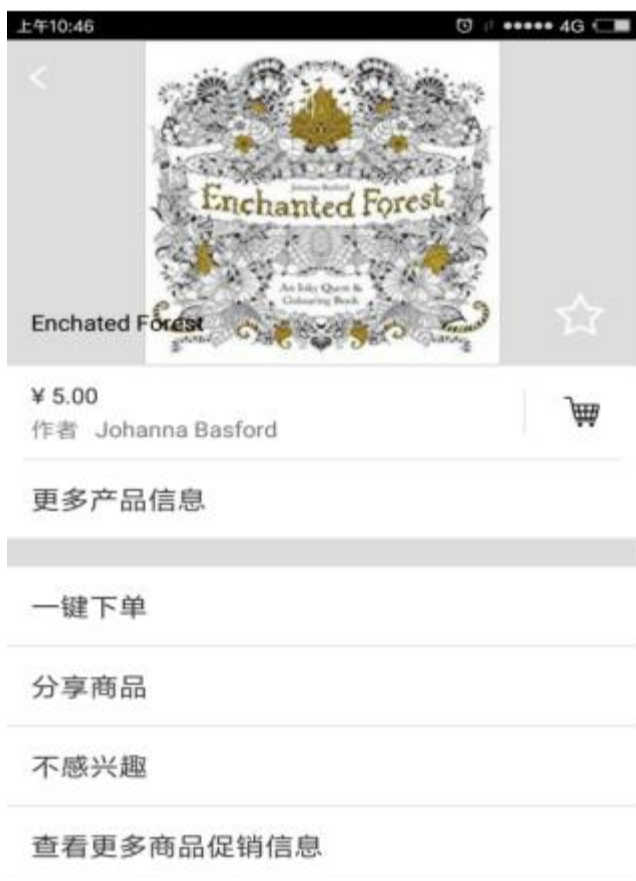 上午10:46
4G
Johanna Basford
Enchanted Forest
An Inky Quest &
Colouring Book
Enchated Forest
¥ 5.00
作者 Johanna Basford
更多产品信息
一键下单
分享商品
不感兴趣
查看更多商品促销信息